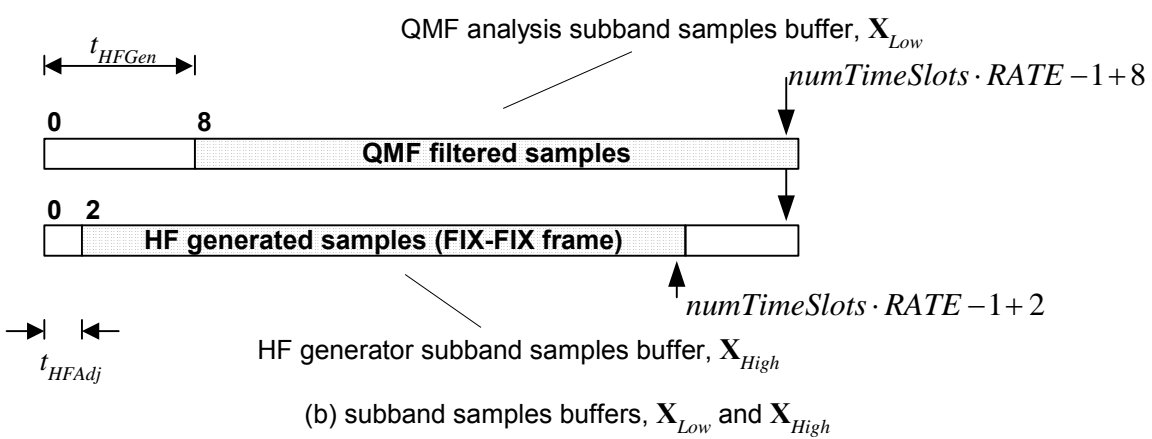 QMF analysis subband samples buffer, X_Low
t_HFGen
numTimeSlots · RATE −1+8
0 8
QMF filtered samples
0 2
HF generated samples (FIX-FIX frame)
numTimeSlots · RATE −1+2
t_HFAdj
HF generator subband samples buffer, X_High
(b) subband samples buffers, X_Low and X_High